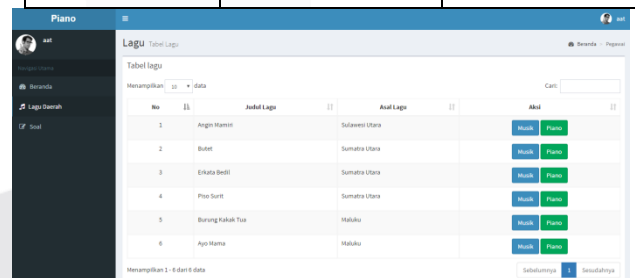 Piano
aat
aat
Lagu Tabel Lagu
Beranda > Pegawai
Navigasi Utama
Beranda
Lagu Daerah
Soal
Tabel lagu
Menampilkan 10 data
Cari:
No Judul Lagu Asal Lagu Aksi
1 Angin Mamiri Sulawesi Utara Musik Piano
2 Butet Sumatra Utara Musik Piano
3 Erkata Bedil Sumatra Utara Musik Piano
4 Piso Surit Sumatra Utara Musik Piano
5 Burung Kakak Tua Maluku Musik Piano
6 Ayo Mama Maluku Musik Piano
Menampilkan 1 - 6 dari 6 data
Sebelumnya 1 Sesudahnya